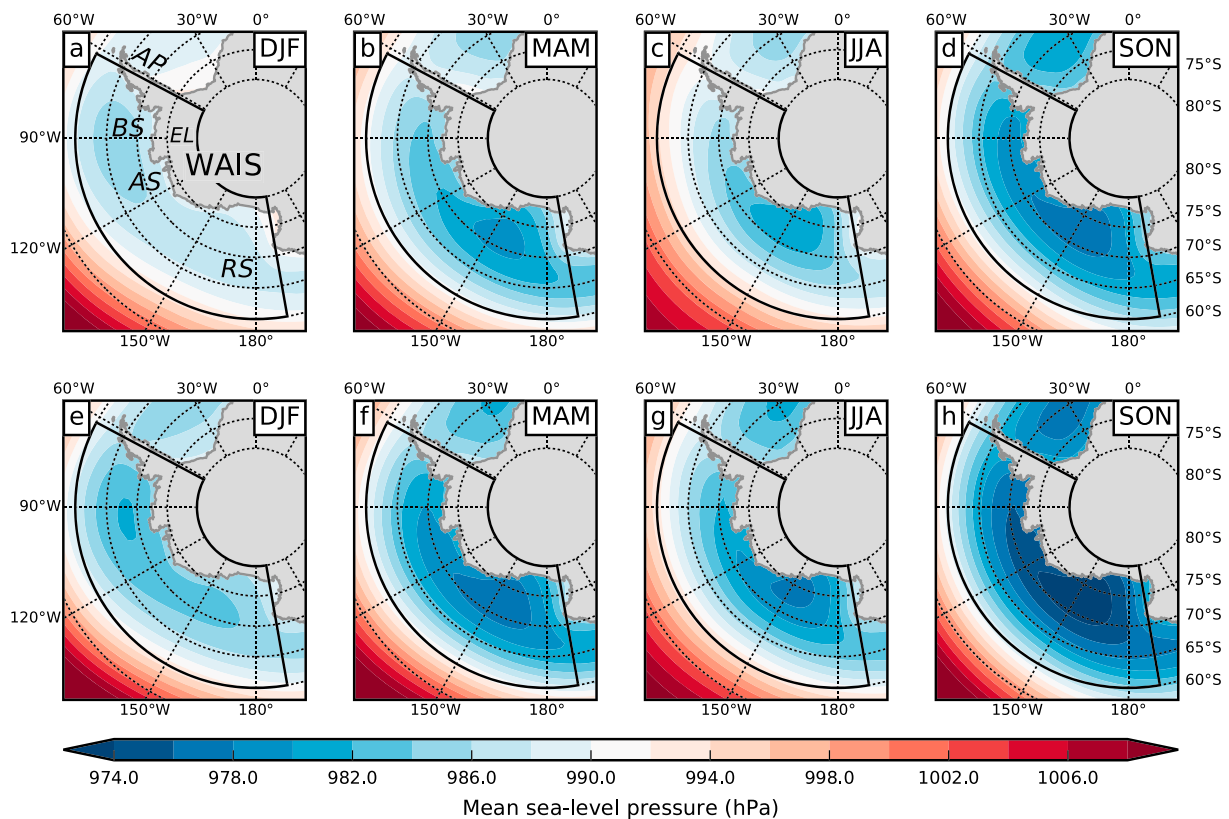 60°W 30°W 0° 60°W 30°W 0° 60°W 30°W 0° 60°W 30°W 0°
a DJF b MAM c JJA d SON
AP
75°S
80°S
BS EL
90°W
WAIS
AS
80°S
75°S
120°W
RS
70°S
65°S
60°S
150°W 180° 150°W 180° 150°W 180° 150°W 180°
60°W 30°W 0° 60°W 30°W 0° 60°W 30°W 0° 60°W 30°W 0°
e DJF f MAM g JJA h SON
75°S
80°S
90°W
80°S
75°S
120°W
70°S
65°S
60°S
150°W 180° 150°W 180° 150°W 180° 150°W 180°
974.0 978.0 982.0 986.0 990.0 994.0 998.0 1002.0 1006.0
Mean sea-level pressure (hPa)